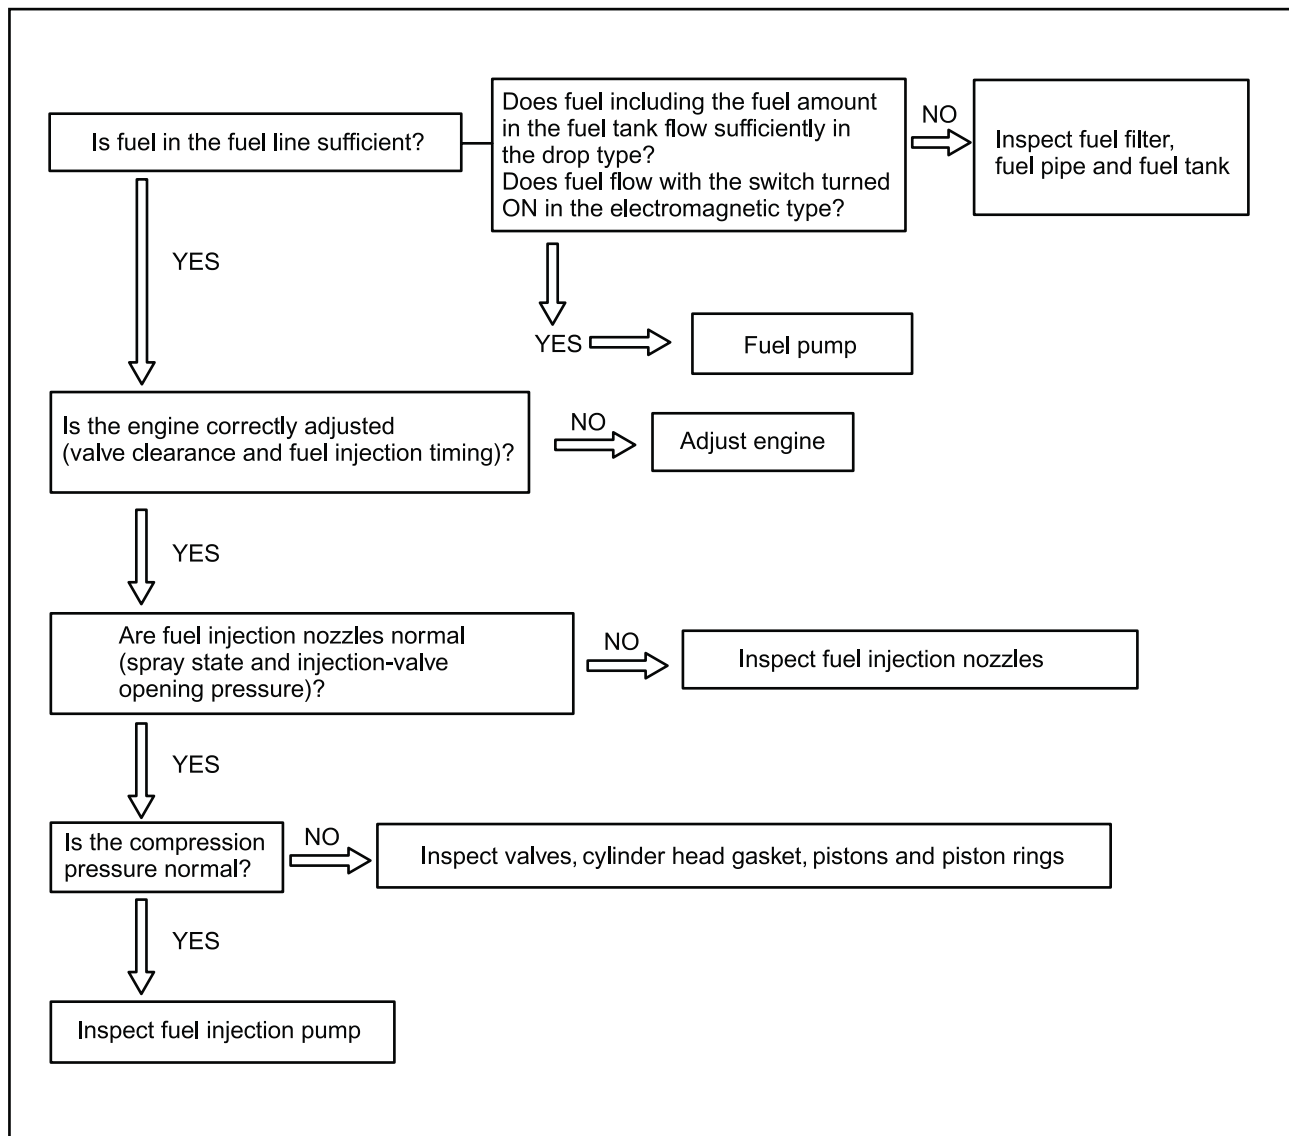 Is fuel in the fuel line sufficient?
Does fuel including the fuel amount
in the fuel tank flow sufficiently in
the drop type?
Does fuel flow with the switch turned
ON in the electromagnetic type?
NO
Inspect fuel filter,
fuel pipe and fuel tank
YES
YES
Fuel pump
Is the engine correctly adjusted
(valve clearance and fuel injection timing)?
NO
Adjust engine
YES
Are fuel injection nozzles normal
(spray state and injection-valve
opening pressure)?
NO
Inspect fuel injection nozzles
YES
Is the compression
pressure normal?
NO
Inspect valves, cylinder head gasket, pistons and piston rings
YES
Inspect fuel injection pump